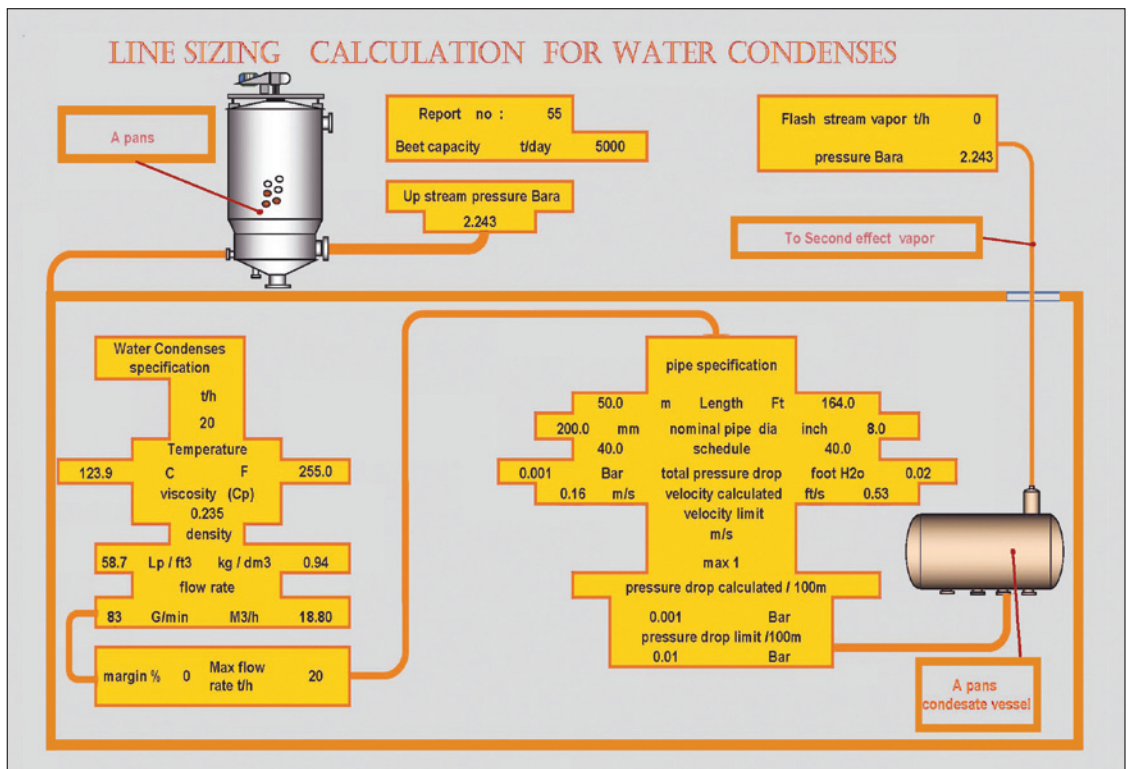 LINE SIZING CALCULATION FOR WATER CONDENSES
A pans
Report no : 55
Beet capacity t/day 5000
Up stream pressure Bara
2.243
Flash stream vapor t/h 0
pressure Bara 2.243
To Second effect vapor
Water Condenses
specification
t/h
20
Temperature
123.9 C F 255.0
viscosity (Cp)
0.235
density
58.7 Lp / ft3 kg / dm3 0.94
flow rate
83 G/min M3/h 18.80
margin % 0 Max flow
rate t/h 20
pipe specification
50.0 m Length Ft 164.0
200.0 mm nominal pipe dia inch 8.0
40.0 schedule 40.0
0.001 Bar total pressure drop foot H2o 0.02
0.16 m/s velocity calculated ft/s 0.53
velocity limit
m/s
max 1
pressure drop calculated / 100m
0.001 Bar
pressure drop limit /100m
0.01 Bar
A pans
condesate vessel